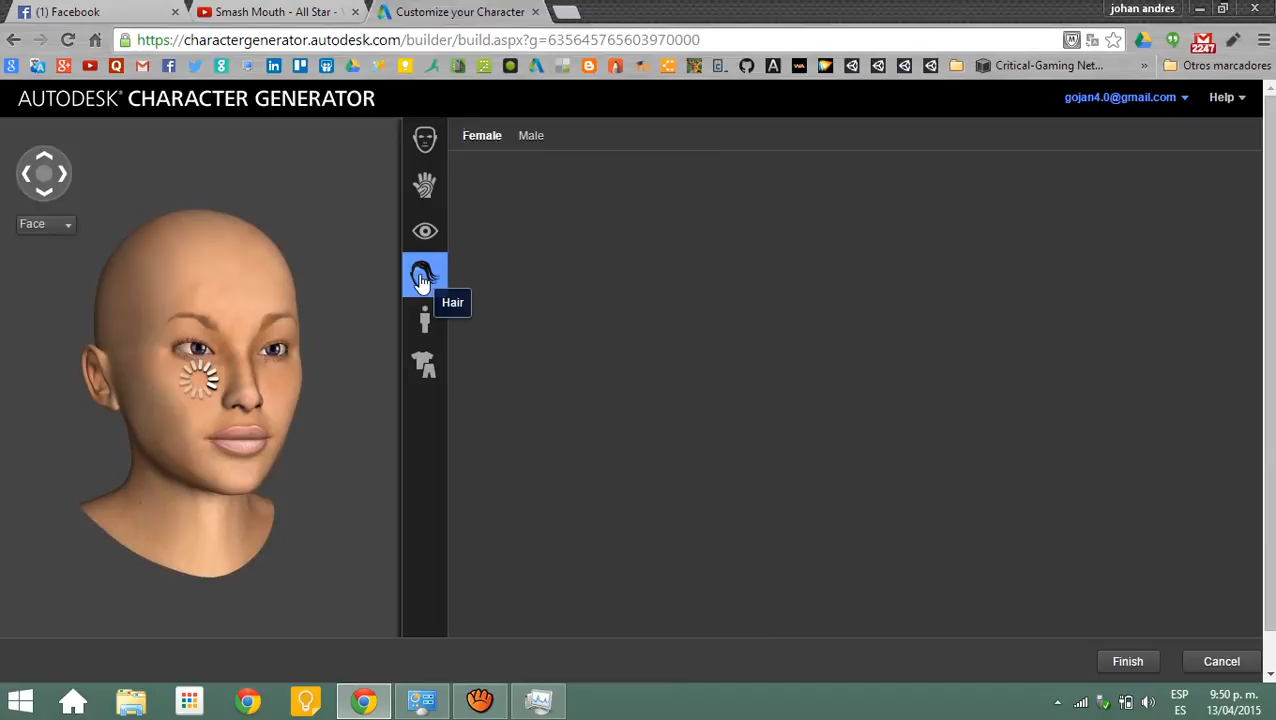 Facebook
Smash Mouth - All Star -
Customize your Character
johan andres
https://charactergenerator.autodesk.com/builder/build.aspx?g=635645765603970000
2247
Critical-Gaming Net...
Otros marcadores
AUTODESK® CHARACTER GENERATOR
gojan4.0@gmail.com
Help
Female Male
Face
Hair
Finish
Cancel
ESP
ES
9:50 p. m.
13/04/2015